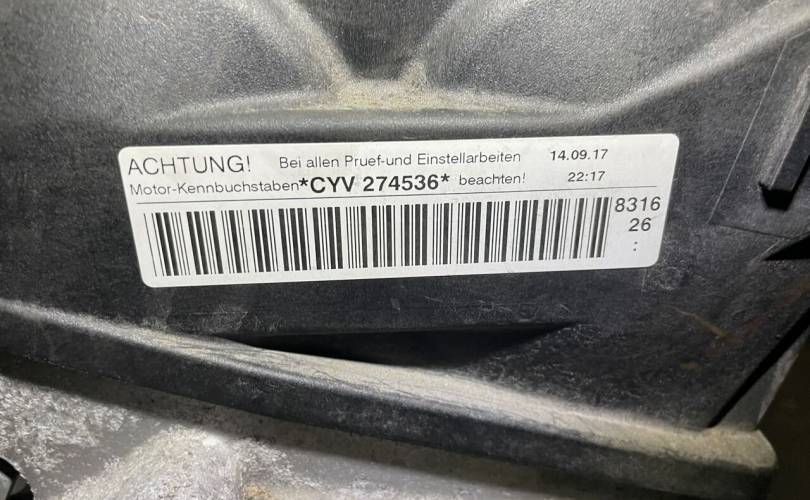 ACHTUNG! Bei allen Pruef-und Einstellarbeiten 14.09.17
Motor-Kennbuchstaben*CYV 274536* beachten! 22:17
8316
26
: